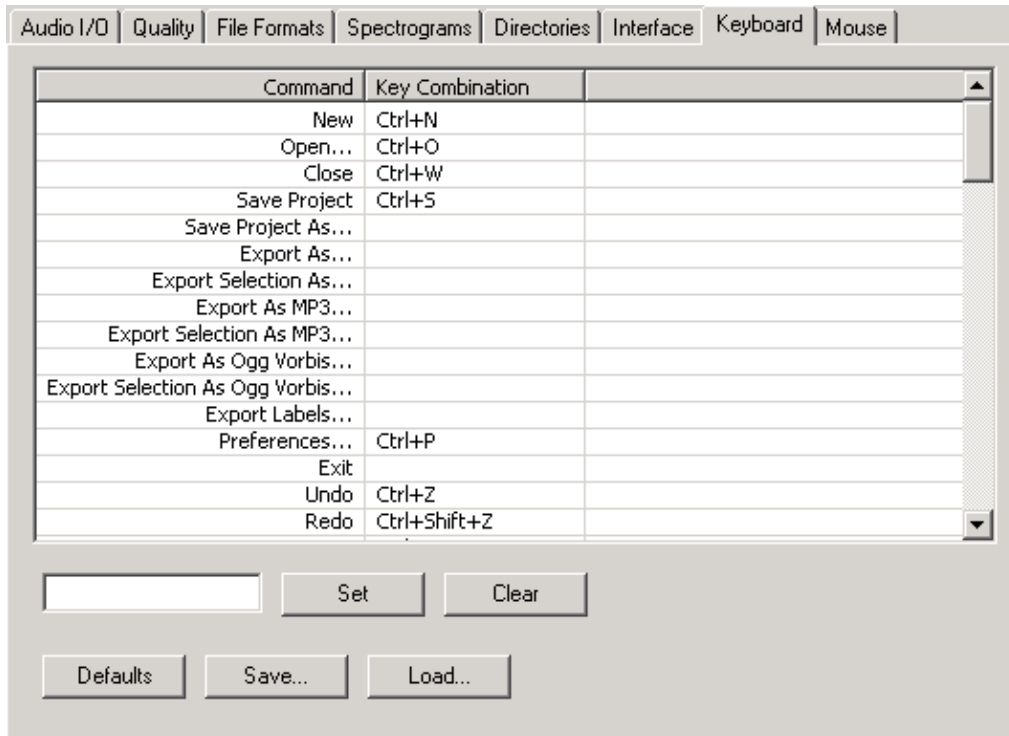 Audio I/O Quality File Formats Spectrograms Directories Interface Keyboard Mouse
Command Key Combination
New Ctrl+N
Open... Ctrl+O
Close Ctrl+W
Save Project Ctrl+S
Save Project As...
Export As...
Export Selection As...
Export As MP3...
Export Selection As MP3...
Export As Ogg Vorbis...
Export Selection As Ogg Vorbis...
Export Labels...
Preferences... Ctrl+P
Exit
Undo Ctrl+Z
Redo Ctrl+Shift+Z
Set Clear
Defaults Save... Load...